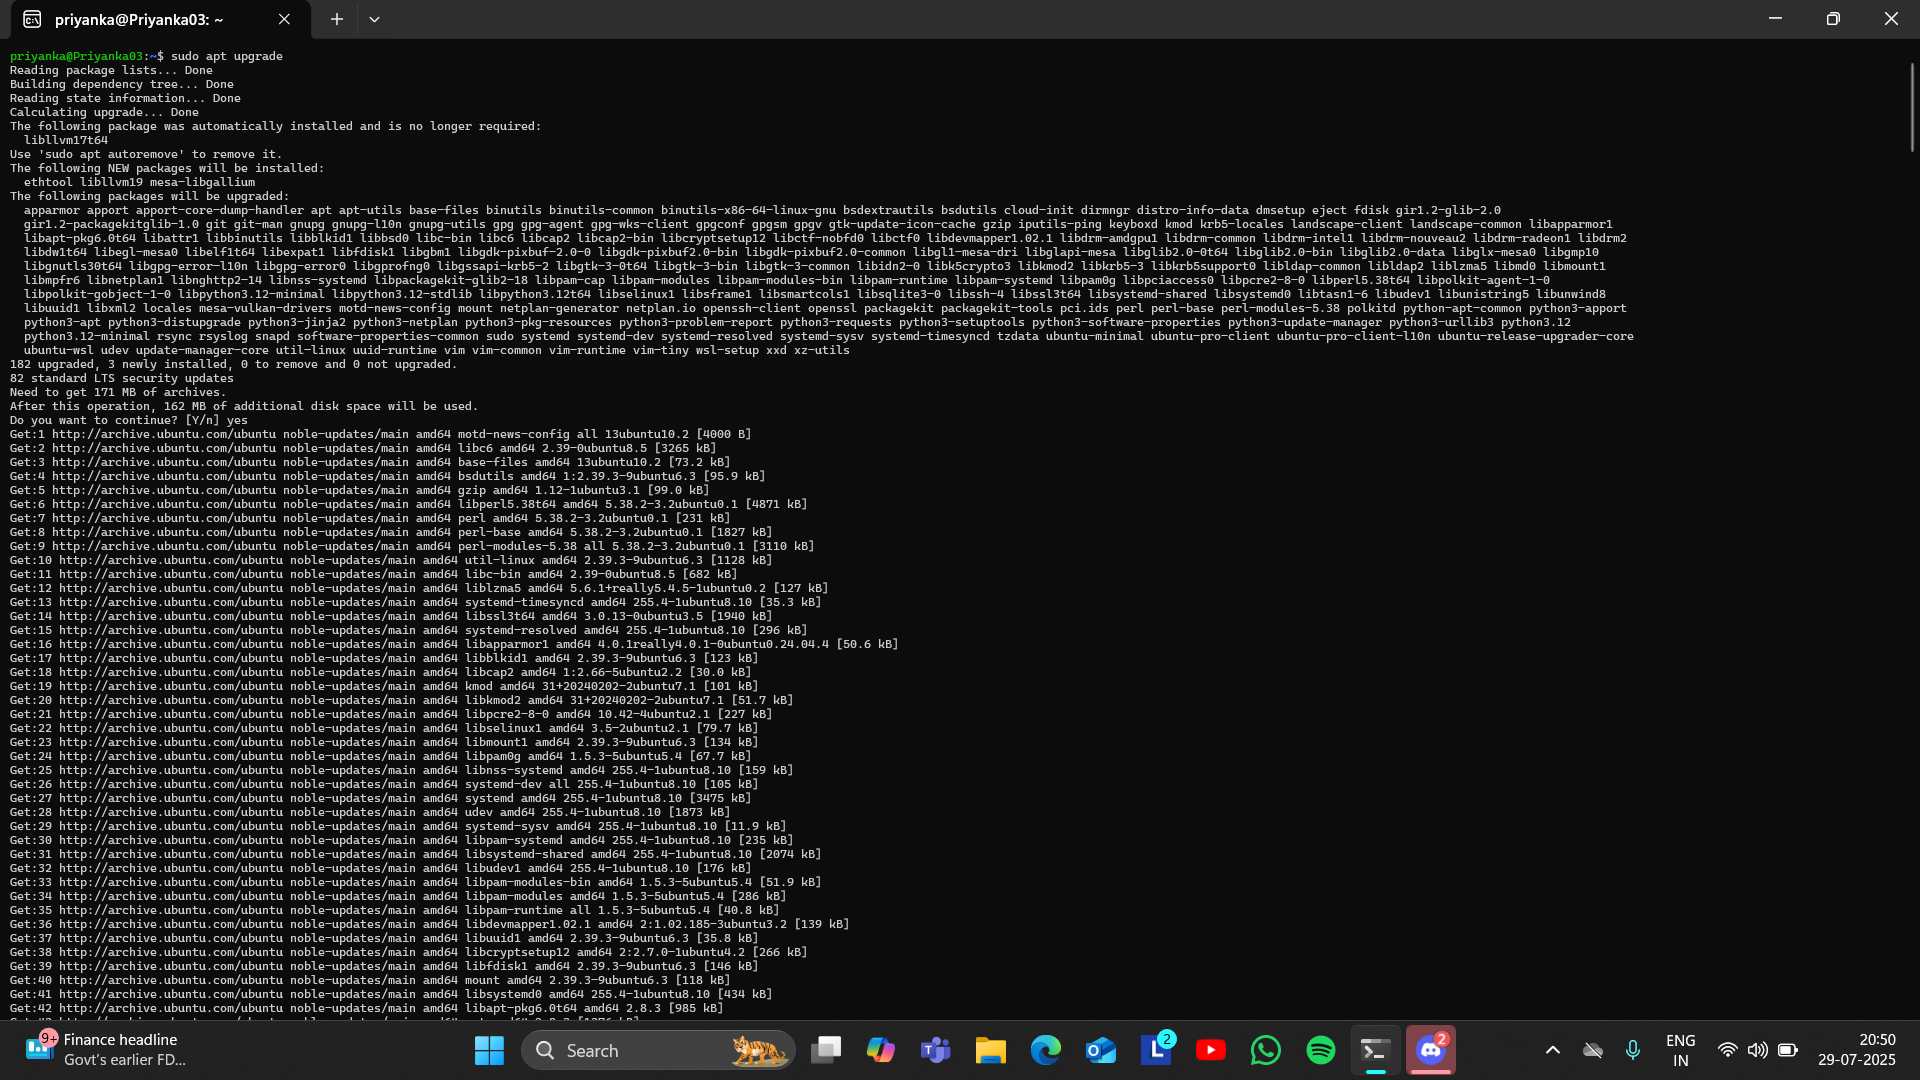 priyanka@Priyanka03: ~
priyanka@Priyanka03:~$ sudo apt upgrade
Reading package lists... Done
Building dependency tree... Done
Reading state information... Done
Calculating upgrade... Done
The following package was automatically installed and is no longer required:
libllvm17t64
Use 'sudo apt autoremove' to remove it.
The following NEW packages will be installed:
ethtool libllvm19 mesa-libgallium
The following packages will be upgraded:
apparmor apport apport-core-dump-handler apt apt-utils base-files binutils binutils-common binutils-x86-64-linux-gnu bsdextrautils bsdutils cloud-init dirmngr distro-info-data dmsetup eject fdisk gir1.2-glib-2.0
gir1.2-packagekitglib-1.0 git git-man gnupg gnupg-l10n gnupg-utils gpg gpg-agent gpg-wks-client gpgconf gpgsm gpgv gtk-update-icon-cache gzip iputils-ping keyboxd kmod krb5-locales landscape-client landscape-common libapparmor1
libapt-pkg6.0t64 libattr1 libbinutils libblkid1 libbsd0 libc-bin libc6 libcap2 libcap2-bin libcryptsetup12 libctf-nobfd0 libctf0 libdevmapper1.02.1 libdrm-amdgpu1 libdrm-common libdrm-intel1 libdrm-nouveau2 libdrm-radeon1 libdrm2
libdw1t64 libegl-mesa0 libelf1t64 libexpat1 libfdisk1 libgbm1 libgdk-pixbuf-2.0-0 libgdk-pixbuf2.0-bin libgdk-pixbuf2.0-common libgl1-mesa-dri libglapi-mesa libglib2.0-0t64 libglib2.0-bin libglib2.0-data libglx-mesa0 libgmp10
libgnutls30t64 libgpg-error-l10n libgpg-error0 libgprofng0 libgssapi-krb5-2 libgtk-3-0t64 libgtk-3-bin libgtk-3-common libidn2-0 libk5crypto3 libkmod2 libkrb5-3 libkrb5support0 libldap-common libldap2 liblzma5 libmd0 libmount1
libmpfr6 libnetplan1 libnghttp2-14 libnss-systemd libpackagekit-glib2-18 libpam-cap libpam-modules libpam-modules-bin libpam-runtime libpam-systemd libpam0g libpciaccess0 libpcre2-8-0 libperl5.38t64 libpolkit-agent-1-0
libpolkit-gobject-1-0 libpython3.12-minimal libpython3.12-stdlib libpython3.12t64 libselinux1 libsframe1 libsmartcols1 libsqlite3-0 libssh-4 libssl3t64 libsystemd-shared libsystemd0 libtasn1-6 libudev1 libunistring5 libunwind8
libuuid1 libxml2 locales mesa-vulkan-drivers motd-news-config mount netplan-generator netplan.io openssh-client openssl packagekit packagekit-tools pci.ids perl perl-base perl-modules-5.38 polkitd python-apt-common python3-apport
python3-apt python3-distupgrade python3-jinja2 python3-netplan python3-pkg-resources python3-problem-report python3-requests python3-setuptools python3-software-properties python3-update-manager python3-urllib3 python3.12
python3.12-minimal rsync rsyslog snapd software-properties-common sudo systemd systemd-dev systemd-resolved systemd-sysv systemd-timesyncd tzdata ubuntu-minimal ubuntu-pro-client ubuntu-pro-client-l10n ubuntu-release-upgrader-core
ubuntu-wsl udev update-manager-core util-linux uuid-runtime vim vim-common vim-runtime vim-tiny wsl-setup xxd xz-utils
182 upgraded, 3 newly installed, 0 to remove and 0 not upgraded.
82 standard LTS security updates
Need to get 171 MB of archives.
After this operation, 162 MB of additional disk space will be used.
Do you want to continue? [Y/n] yes
Get:1 http://archive.ubuntu.com/ubuntu noble-updates/main amd64 motd-news-config all 13ubuntu10.2 [4000 B]
Get:2 http://archive.ubuntu.com/ubuntu noble-updates/main amd64 libc6 amd64 2.39-0ubuntu8.5 [3265 kB]
Get:3 http://archive.ubuntu.com/ubuntu noble-updates/main amd64 base-files amd64 13ubuntu10.2 [73.2 kB]
Get:4 http://archive.ubuntu.com/ubuntu noble-updates/main amd64 bsdutils amd64 1:2.39.3-9ubuntu6.3 [95.9 kB]
Get:5 http://archive.ubuntu.com/ubuntu noble-updates/main amd64 gzip amd64 1.12-1ubuntu3.1 [99.0 kB]
Get:6 http://archive.ubuntu.com/ubuntu noble-updates/main amd64 libperl5.38t64 amd64 5.38.2-3.2ubuntu0.1 [4871 kB]
Get:7 http://archive.ubuntu.com/ubuntu noble-updates/main amd64 perl amd64 5.38.2-3.2ubuntu0.1 [231 kB]
Get:8 http://archive.ubuntu.com/ubuntu noble-updates/main amd64 perl-base amd64 5.38.2-3.2ubuntu0.1 [1827 kB]
Get:9 http://archive.ubuntu.com/ubuntu noble-updates/main amd64 perl-modules-5.38 all 5.38.2-3.2ubuntu0.1 [3110 kB]
Get:10 http://archive.ubuntu.com/ubuntu noble-updates/main amd64 util-linux amd64 2.39.3-9ubuntu6.3 [1128 kB]
Get:11 http://archive.ubuntu.com/ubuntu noble-updates/main amd64 libc-bin amd64 2.39-0ubuntu8.5 [682 kB]
Get:12 http://archive.ubuntu.com/ubuntu noble-updates/main amd64 liblzma5 amd64 5.6.1+really5.4.5-1ubuntu0.2 [127 kB]
Get:13 http://archive.ubuntu.com/ubuntu noble-updates/main amd64 systemd-timesyncd amd64 255.4-1ubuntu8.10 [35.3 kB]
Get:14 http://archive.ubuntu.com/ubuntu noble-updates/main amd64 libssl3t64 amd64 3.0.13-0ubuntu3.5 [1940 kB]
Get:15 http://archive.ubuntu.com/ubuntu noble-updates/main amd64 systemd-resolved amd64 255.4-1ubuntu8.10 [296 kB]
Get:16 http://archive.ubuntu.com/ubuntu noble-updates/main amd64 libapparmor1 amd64 4.0.1really4.0.1-0ubuntu0.24.04.4 [50.6 kB]
Get:17 http://archive.ubuntu.com/ubuntu noble-updates/main amd64 libblkid1 amd64 2.39.3-9ubuntu6.3 [123 kB]
Get:18 http://archive.ubuntu.com/ubuntu noble-updates/main amd64 libcap2 amd64 1:2.66-5ubuntu2.2 [30.0 kB]
Get:19 http://archive.ubuntu.com/ubuntu noble-updates/main amd64 kmod amd64 31+20240202-2ubuntu7.1 [101 kB]
Get:20 http://archive.ubuntu.com/ubuntu noble-updates/main amd64 libkmod2 amd64 31+20240202-2ubuntu7.1 [51.7 kB]
Get:21 http://archive.ubuntu.com/ubuntu noble-updates/main amd64 libpcre2-8-0 amd64 10.42-4ubuntu2.1 [227 kB]
Get:22 http://archive.ubuntu.com/ubuntu noble-updates/main amd64 libselinux1 amd64 3.5-2ubuntu2.1 [79.7 kB]
Get:23 http://archive.ubuntu.com/ubuntu noble-updates/main amd64 libmount1 amd64 2.39.3-9ubuntu6.3 [134 kB]
Get:24 http://archive.ubuntu.com/ubuntu noble-updates/main amd64 libpam0g amd64 1.5.3-5ubuntu5.4 [67.7 kB]
Get:25 http://archive.ubuntu.com/ubuntu noble-updates/main amd64 libnss-systemd amd64 255.4-1ubuntu8.10 [159 kB]
Get:26 http://archive.ubuntu.com/ubuntu noble-updates/main amd64 systemd-dev all 255.4-1ubuntu8.10 [105 kB]
Get:27 http://archive.ubuntu.com/ubuntu noble-updates/main amd64 systemd amd64 255.4-1ubuntu8.10 [3475 kB]
Get:28 http://archive.ubuntu.com/ubuntu noble-updates/main amd64 udev amd64 255.4-1ubuntu8.10 [1873 kB]
Get:29 http://archive.ubuntu.com/ubuntu noble-updates/main amd64 systemd-sysv amd64 255.4-1ubuntu8.10 [11.9 kB]
Get:30 http://archive.ubuntu.com/ubuntu noble-updates/main amd64 libpam-systemd amd64 255.4-1ubuntu8.10 [235 kB]
Get:31 http://archive.ubuntu.com/ubuntu noble-updates/main amd64 libsystemd-shared amd64 255.4-1ubuntu8.10 [2074 kB]
Get:32 http://archive.ubuntu.com/ubuntu noble-updates/main amd64 libudev1 amd64 255.4-1ubuntu8.10 [176 kB]
Get:33 http://archive.ubuntu.com/ubuntu noble-updates/main amd64 libpam-modules-bin amd64 1.5.3-5ubuntu5.4 [51.9 kB]
Get:34 http://archive.ubuntu.com/ubuntu noble-updates/main amd64 libpam-modules amd64 1.5.3-5ubuntu5.4 [286 kB]
Get:35 http://archive.ubuntu.com/ubuntu noble-updates/main amd64 libpam-runtime all 1.5.3-5ubuntu5.4 [40.8 kB]
Get:36 http://archive.ubuntu.com/ubuntu noble-updates/main amd64 libdevmapper1.02.1 amd64 2:1.02.185-3ubuntu3.2 [139 kB]
Get:37 http://archive.ubuntu.com/ubuntu noble-updates/main amd64 libuuid1 amd64 2.39.3-9ubuntu6.3 [35.8 kB]
Get:38 http://archive.ubuntu.com/ubuntu noble-updates/main amd64 libcryptsetup12 amd64 2:2.7.0-1ubuntu4.2 [266 kB]
Get:39 http://archive.ubuntu.com/ubuntu noble-updates/main amd64 libfdisk1 amd64 2.39.3-9ubuntu6.3 [146 kB]
Get:40 http://archive.ubuntu.com/ubuntu noble-updates/main amd64 mount amd64 2.39.3-9ubuntu6.3 [118 kB]
Get:41 http://archive.ubuntu.com/ubuntu noble-updates/main amd64 libsystemd0 amd64 255.4-1ubuntu8.10 [434 kB]
Get:42 http://archive.ubuntu.com/ubuntu noble-updates/main amd64 libapt-pkg6.0t64 amd64 2.8.3 [985 kB]
9+
Finance headline
Govt's earlier FD...
Search
2
2
ENG
IN
20:50
29-07-2025